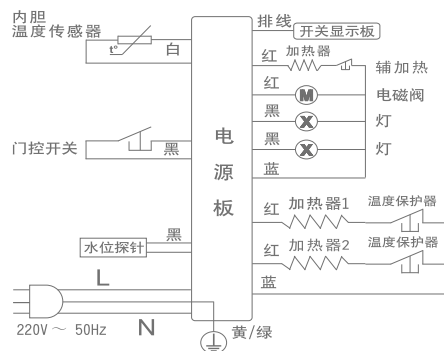 内胆
温度传感器
t°
白
门控开关
黑
水位探针
黑
L
N
220V ～ 50Hz
电源板
黄/绿
排线
开关显示板
红
加热器
辅加热
红
M
电磁阀
黑
X
灯
黑
X
灯
蓝
红
加热器1
温度保护器
红
加热器2
温度保护器
蓝